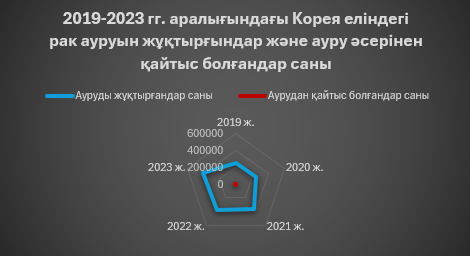 2019-2023 гг. аралығындағы Корея еліндегі
рак ауруын жұқтырғындар және ауру әсерінен
қайтыс болғандар саны
Ауруды жұқтырғандар саны
Аурудан қайтыс болғандар саны
2019 ж.
600000
400000
2023 ж.
200000
2020 ж.
0
2022 ж.
2021 ж.